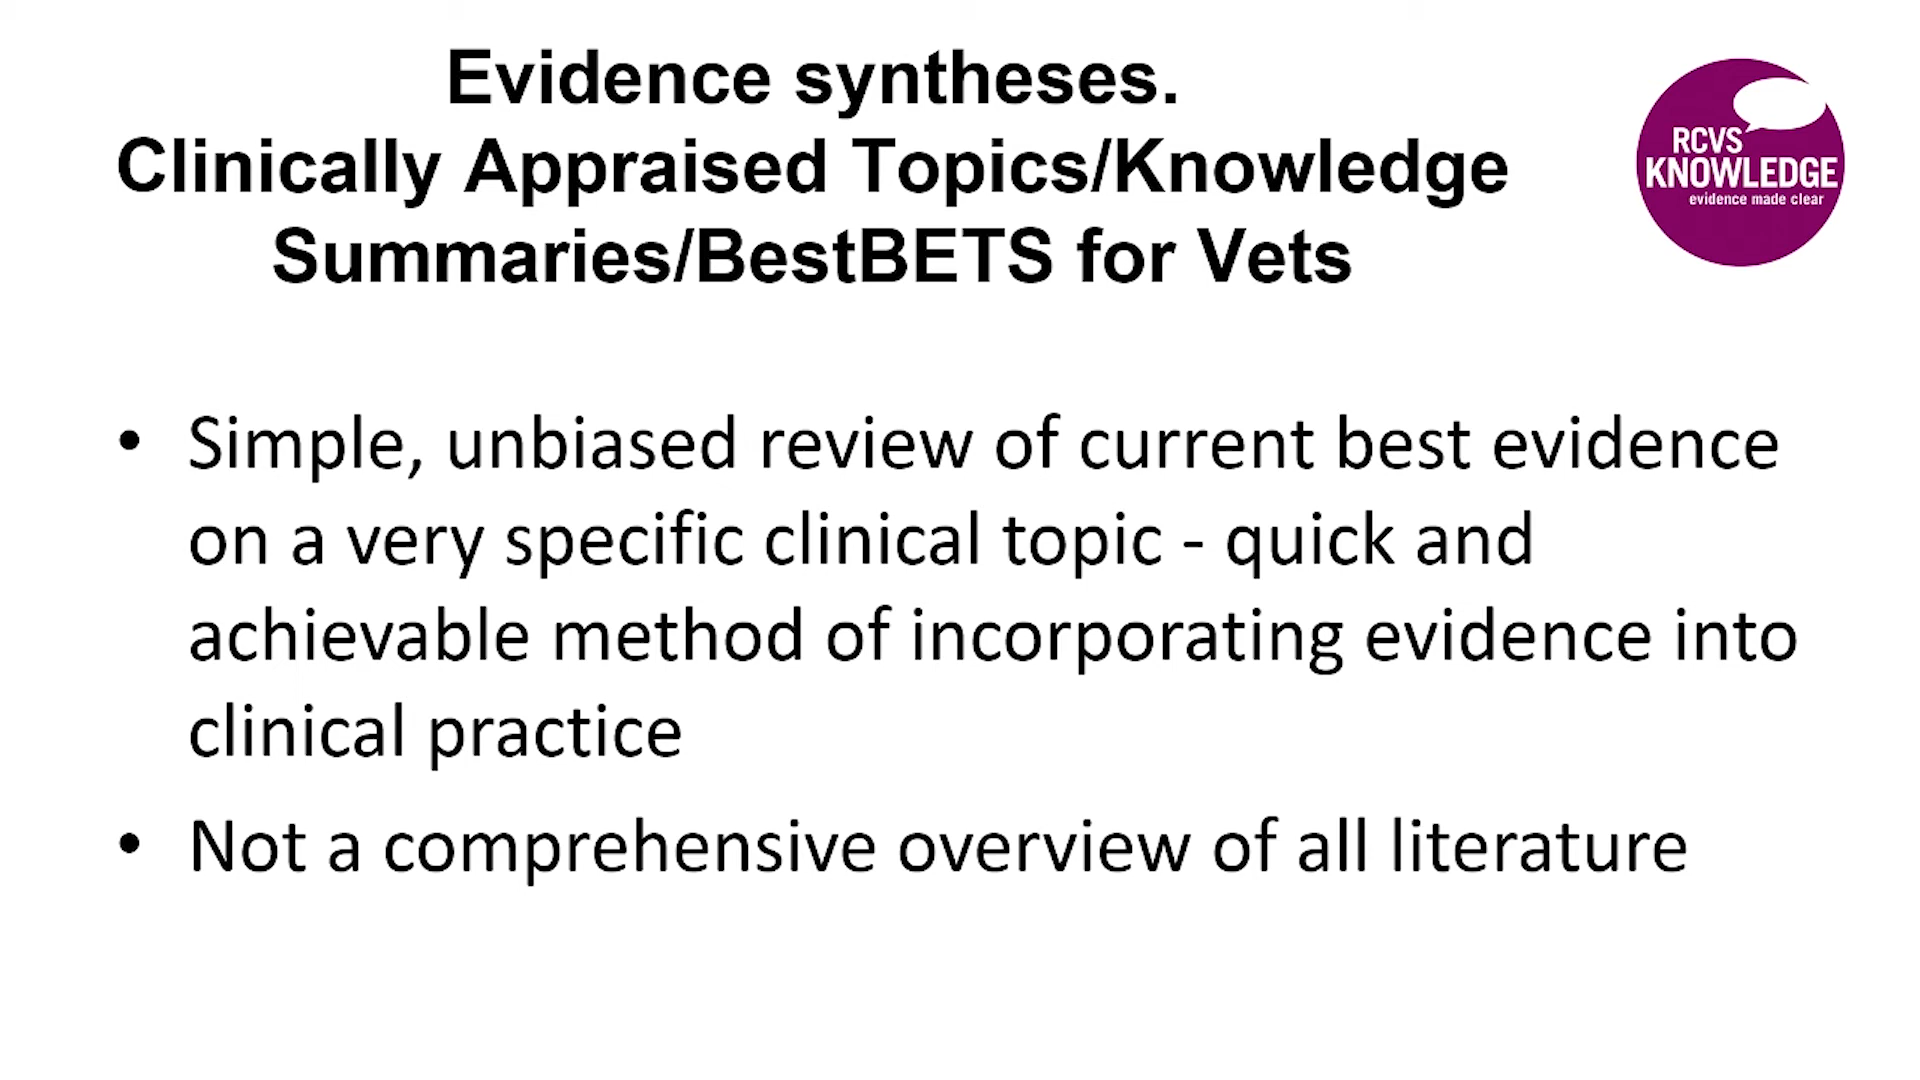 Evidence syntheses.
Clinically Appraised Topics/Knowledge
Summaries/BestBETS for Vets
RCVS
KNOWLEDGE
evidence made clear
• Simple, unbiased review of current best evidence
on a very specific clinical topic - quick and
achievable method of incorporating evidence into
clinical practice
• Not a comprehensive overview of all literature